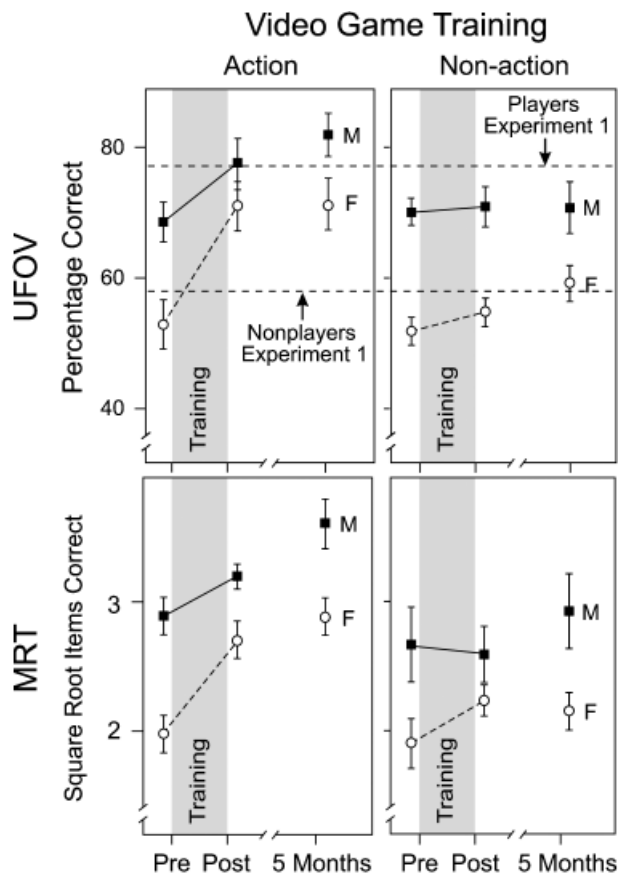 Video Game Training
Action
Non-action
UFOV
Percentage Correct
80
60
40
M
F
Nonplayers
Experiment 1
Training
Players
Experiment 1
M
F
Training
MRT
Square Root Items Correct
3
2
M
F
Training
M
F
Training
Pre Post 5 Months
Pre Post 5 Months